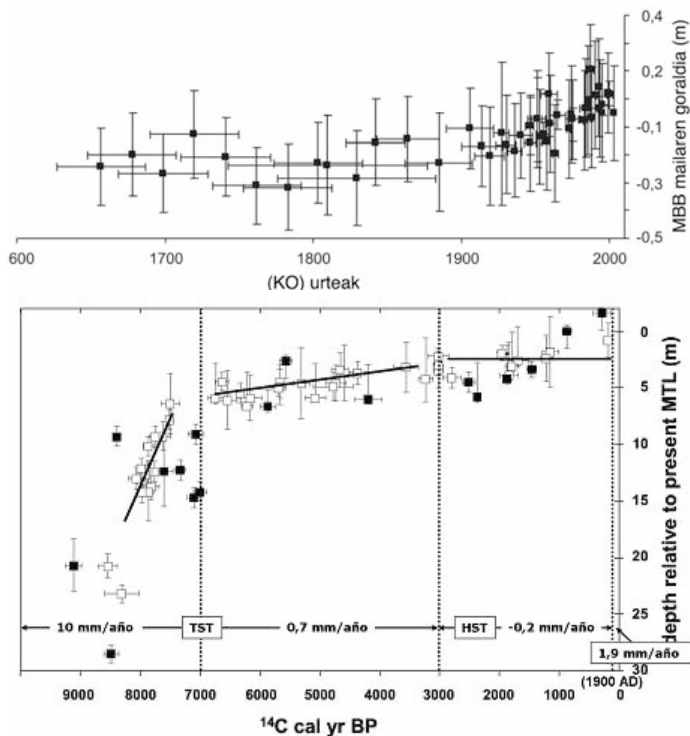 0,4
0,2
-0,1
-0,3
-0,5
MBB mailaren goraldia (m)
600
1700
1800
1900
2000
(KO) urteak
0
5
10
15
20
25
30
depth relative to present MTL (m)
10 mm/año
TST
0,7 mm/año
HST
-0,2 mm/año
1,9 mm/año
(1900 AD)
9000
8000
7000
6000
5000
4000
3000
2000
1000
0
¹⁴C cal yr BP